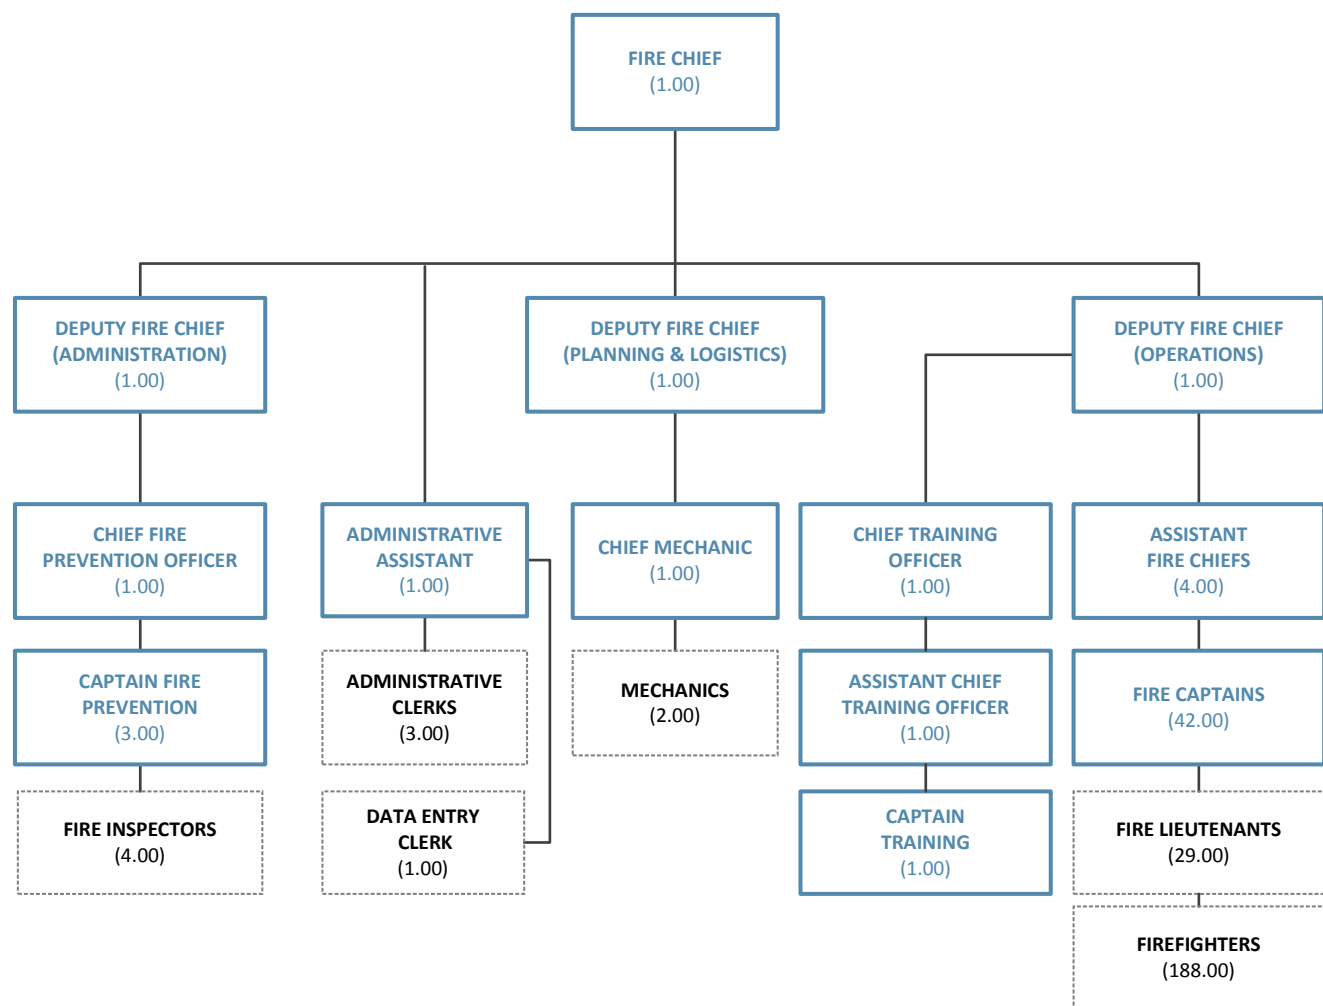 FIRE CHIEF
(1.00)
DEPUTY FIRE CHIEF
(ADMINISTRATION)
(1.00)
DEPUTY FIRE CHIEF
(PLANNING & LOGISTICS)
(1.00)
DEPUTY FIRE CHIEF
(OPERATIONS)
(1.00)
CHIEF FIRE
PREVENTION OFFICER
(1.00)
ADMINISTRATIVE
ASSISTANT
(1.00)
CHIEF MECHANIC
(1.00)
CHIEF TRAINING
OFFICER
(1.00)
ASSISTANT
FIRE CHIEFS
(4.00)
CAPTAIN FIRE
PREVENTION
(3.00)
ADMINISTRATIVE
CLERKS
(3.00)
MECHANICS
(2.00)
ASSISTANT CHIEF
TRAINING OFFICER
(1.00)
FIRE CAPTAINS
(42.00)
FIRE INSPECTORS
(4.00)
DATA ENTRY
CLERK
(1.00)
CAPTAIN
TRAINING
(1.00)
FIRE LIEUTENANTS
(29.00)
FIREFIGHTERS
(188.00)